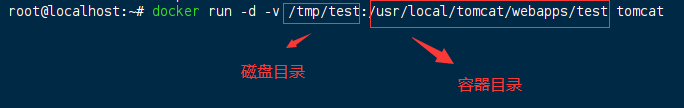 root@localhost:~# docker run -d -v /tmp/test:/usr/local/tomcat/webapps/test tomcat
磁盘目录
容器目录